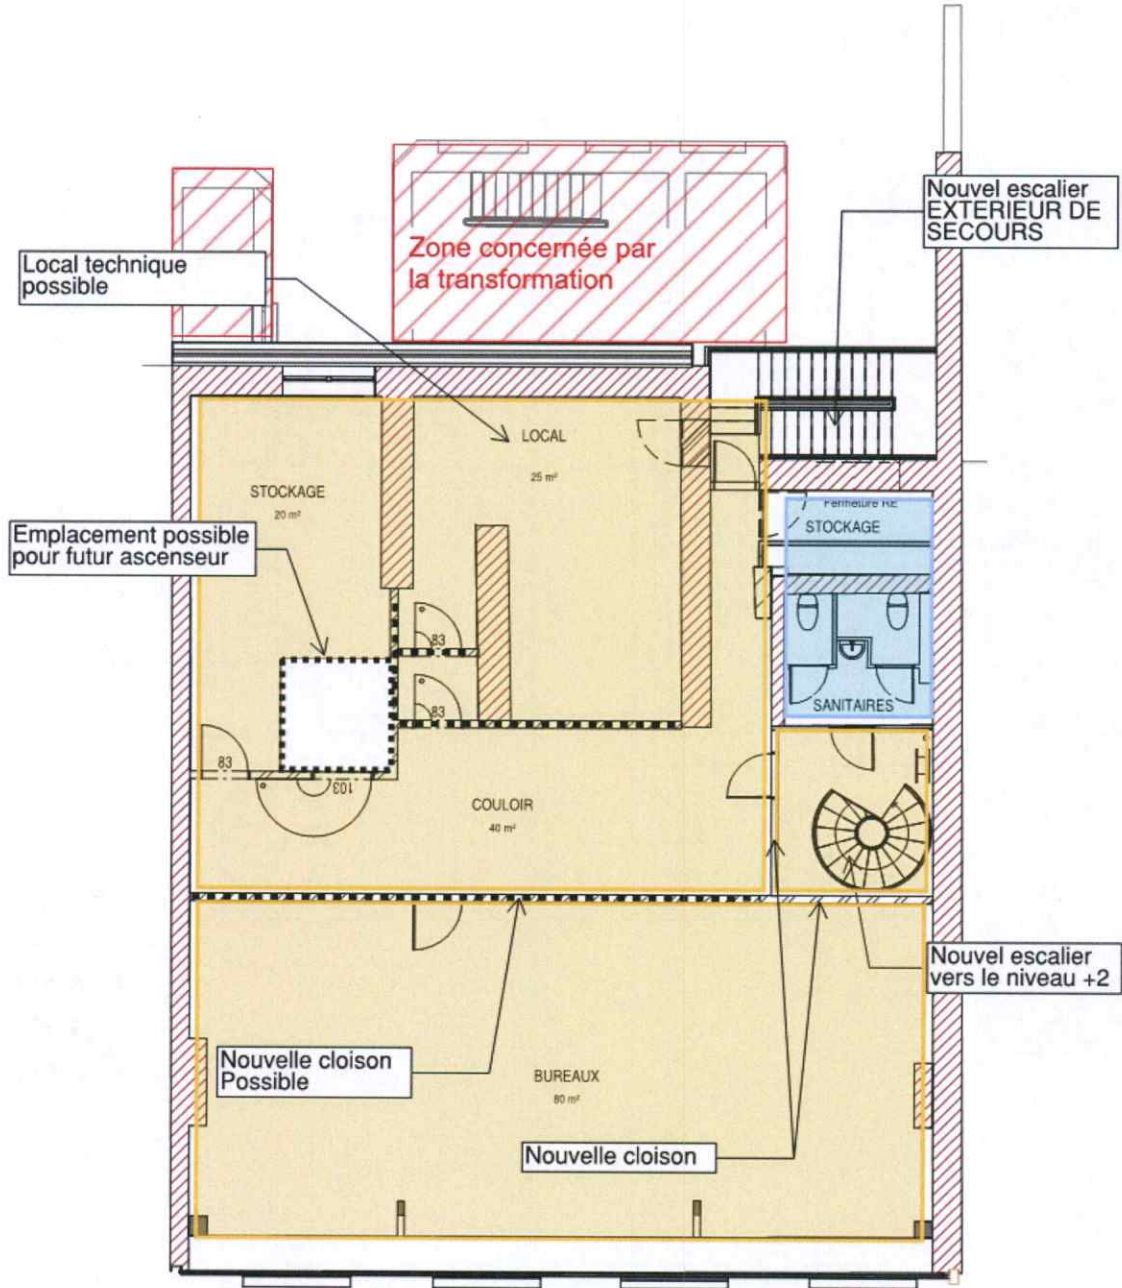 Nouvel escalier
EXTERIEUR DE
SECOURS
Zone concernée par
la transformation
Local technique
possible
LOCAL
25 m²
STOCKAGE
20 m²
Fermeture RE
STOCKAGE
Emplacement possible
pour futur ascenseur
83
83
SANITAIRES
83
103
COULOIR
40 m²
Nouvel escalier
vers le niveau +2
Nouvelle cloison
Possible
BUREAUX
80 m²
Nouvelle cloison